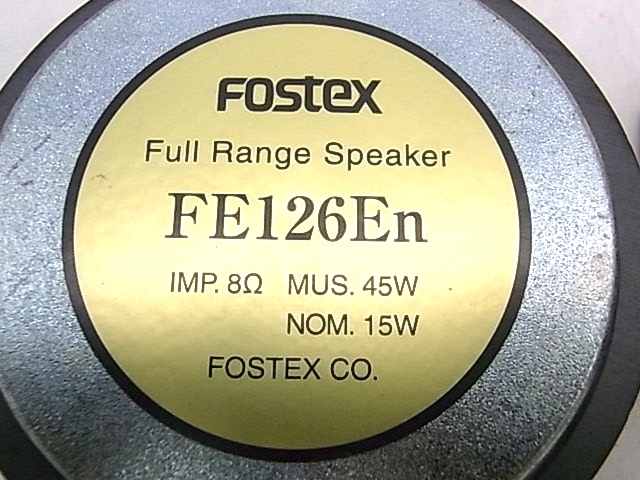 FOSTEX
Full Range Speaker
FE126En
IMP. 8Ω MUS. 45W
NOM. 15W
FOSTEX CO.